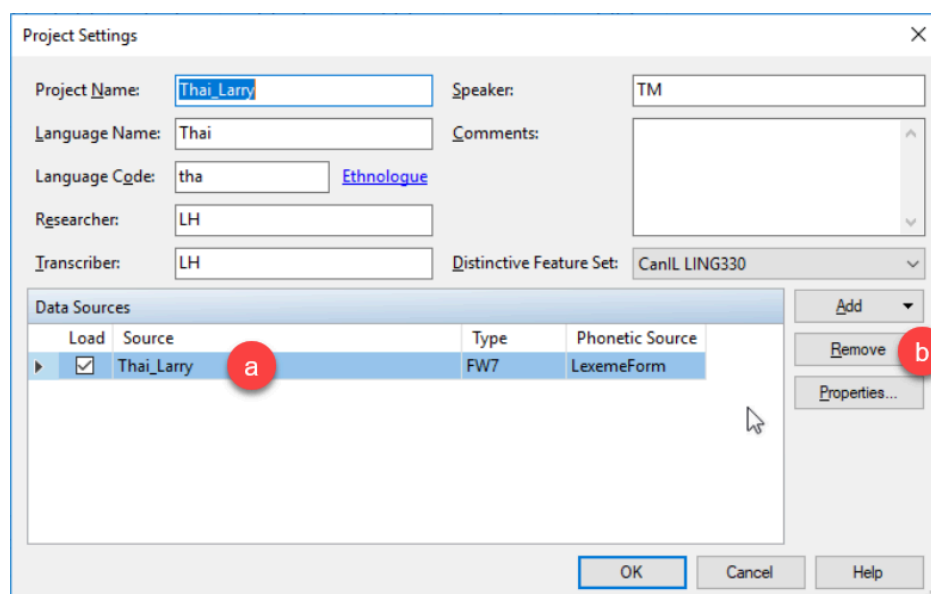 Project Settings
Project Name: Thai_Larry Speaker: TM
Language Name: Thai Comments:
Language Code: tha Ethnologue
Researcher: LH
Transcriber: LH Distinctive Feature Set: CanIL LING330
Data Sources Add
Load Source Type Phonetic Source
Remove b
Thai_Larry a FW7 LexemeForm
Properties...
OK Cancel Help